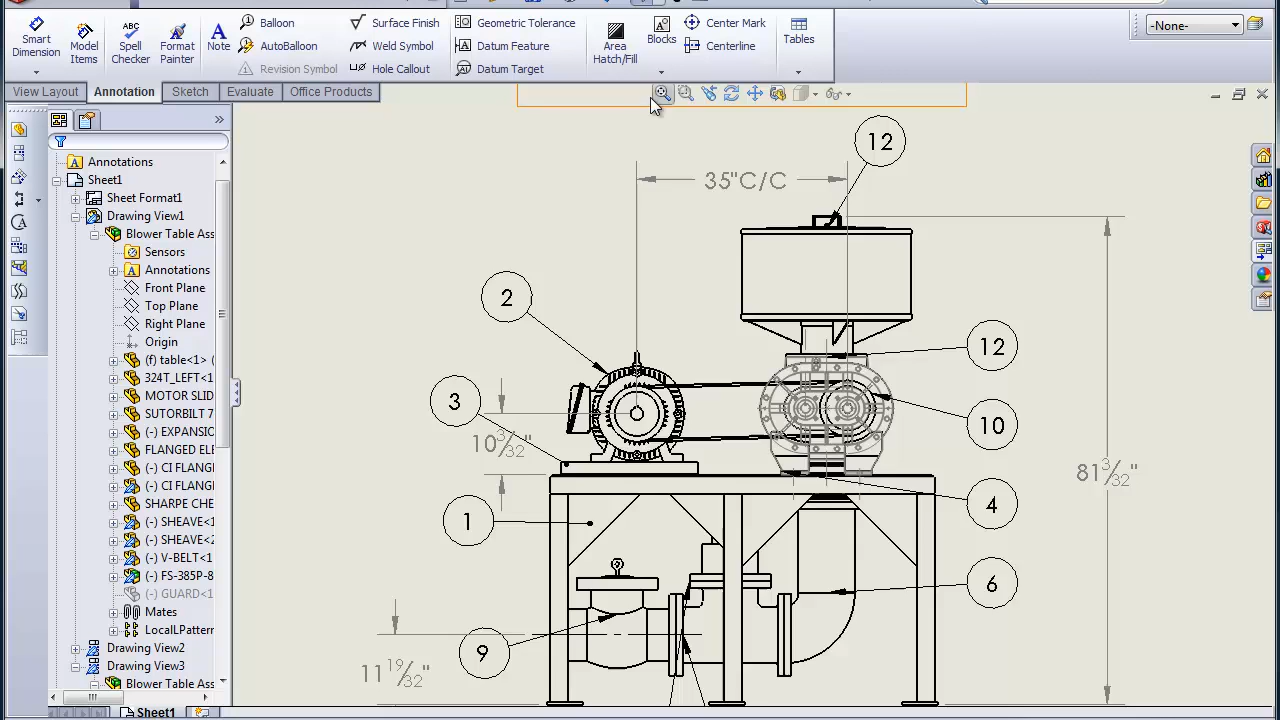 Smart Dimension
Model Items
ABC
Spell Checker
Format Painter
A
Note
Balloon
AutoBalloon
Revision Symbol
Surface Finish
Weld Symbol
Hole Callout
Geometric Tolerance
Datum Feature
Datum Target
Area Hatch/Fill
Blocks
Center Mark
Centerline
Tables
-None-
View Layout
Annotation
Sketch
Evaluate
Office Products
Annotations
Sheet1
Sheet Format1
Drawing View1
Blower Table Ass
Sensors
Annotations
Front Plane
Top Plane
Right Plane
Origin
(f) table<1> (
324T_LEFT<1
MOTOR SLID
SUTORBILT 7
(-) EXPANSIO
FLANGED ELE
(-) CI FLANG
(-) CI FLANG
SHARPE CHE
(-) SHEAVE<1
(-) SHEAVE<2
(-) V-BELT<1
(-) FS-385P-8
(-) GUARD<1
Mates
LocalLPattern
Drawing View2
Drawing View3
Blower Table Ass
Sheet1
12
35"C/C
2
12
3
10
10 3/32"
81 3/32"
4
1
6
9
11 19/32"